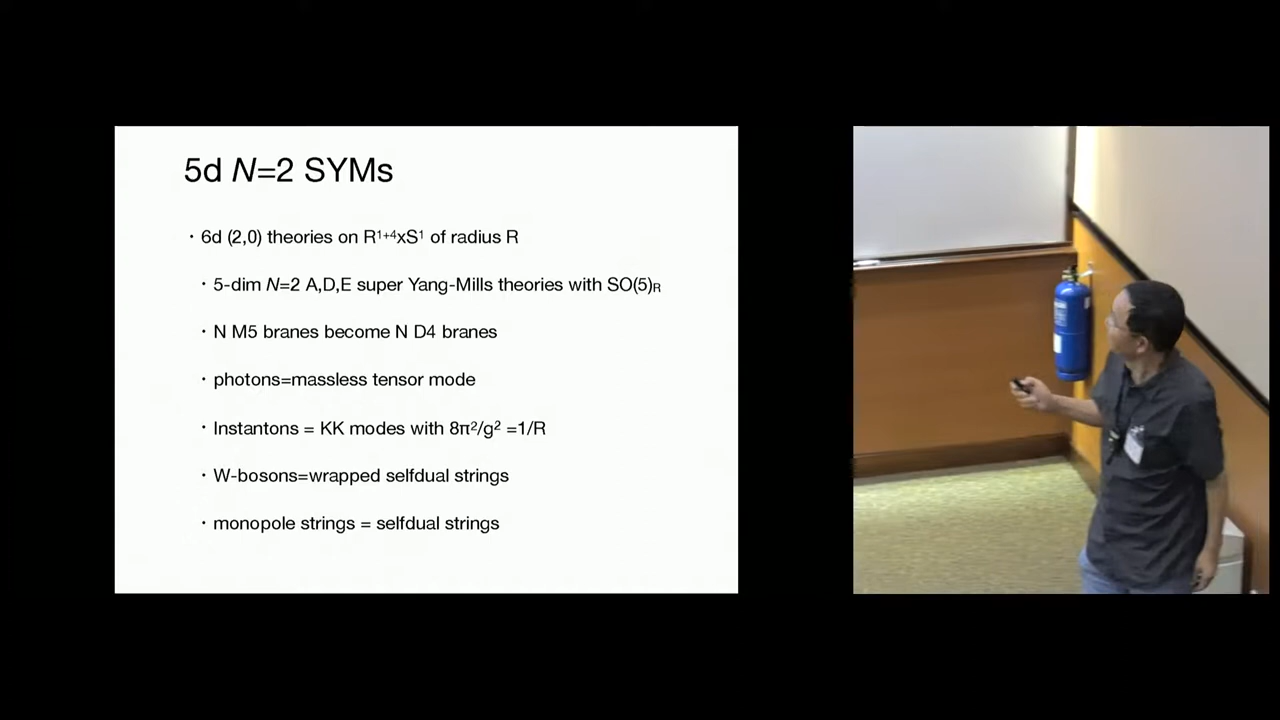 5d N=2 SYMs
· 6d (2,0) theories on R¹⁺⁴xS¹ of radius R
· 5-dim N=2 A,D,E super Yang-Mills theories with SO(5)R
· N M5 branes become N D4 branes
· photons=massless tensor mode
· Instantons = KK modes with 8π²/g² =1/R
· W-bosons=wrapped selfdual strings
· monopole strings = selfdual strings